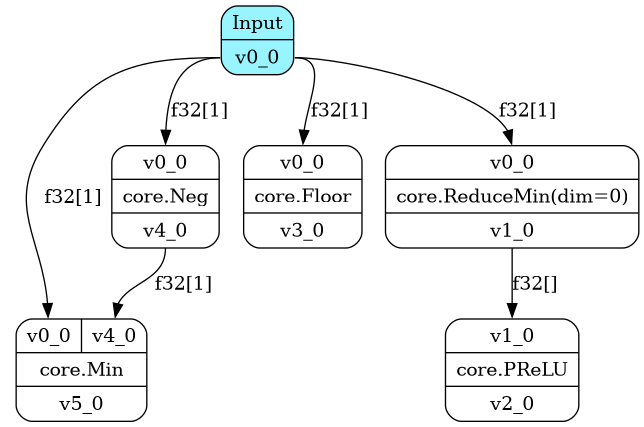 Input
v0_0
f32[1]
f32[1]
f32[1]
v0_0
core.Neg
v4_0
v0_0
core.Floor
v3_0
v0_0
core.ReduceMin(dim=0)
v1_0
f32[1]
f32[1]
f32[]
v0_0 v4_0
core.Min
v5_0
v1_0
core.PReLU
v2_0